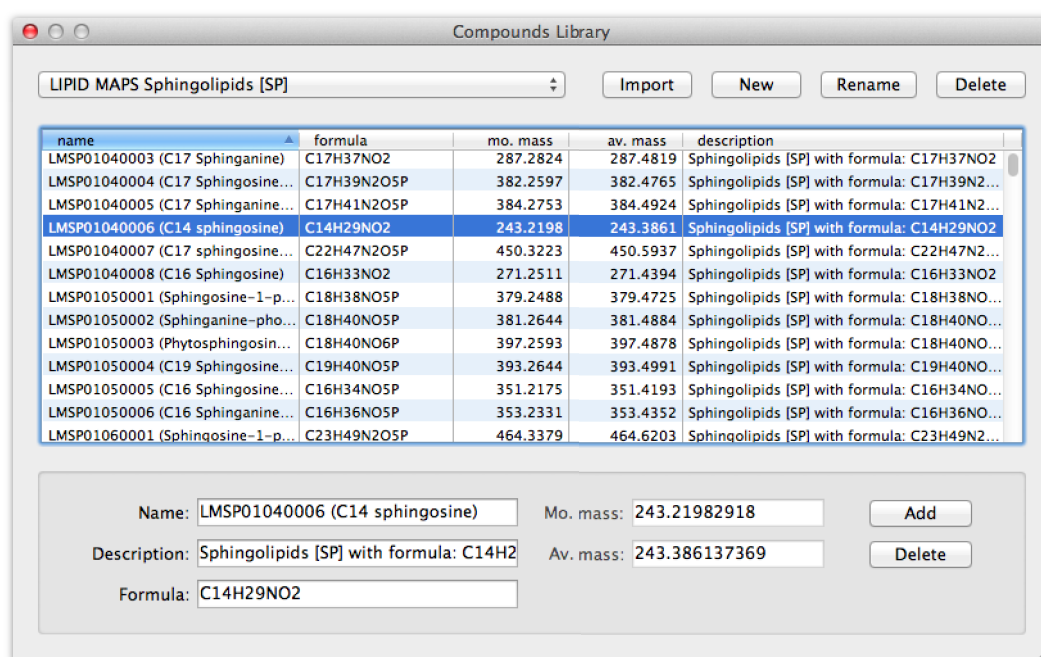 Compounds Library
LIPID MAPS Sphingolipids [SP] Import New Rename Delete
name formula mo. mass av. mass description
LMSP01040003 (C17 Sphinganine) C17H37NO2 287.2824 287.4819 Sphingolipids [SP] with formula: C17H37NO2
LMSP01040004 (C17 Sphingosine... C17H39N2O5P 382.2597 382.4765 Sphingolipids [SP] with formula: C17H39N2...
LMSP01040005 (C17 Sphingosine... C17H41N2O5P 384.2753 384.4924 Sphingolipids [SP] with formula: C17H41N2...
LMSP01040006 (C14 sphingosine) C14H29NO2 243.2198 243.3861 Sphingolipids [SP] with formula: C14H29NO2
LMSP01040007 (C17 sphingosine... C22H47N2O5P 450.3223 450.5937 Sphingolipids [SP] with formula: C22H47N2...
LMSP01040008 (C16 Sphingosine) C16H33NO2 271.2511 271.4394 Sphingolipids [SP] with formula: C16H33NO2
LMSP01050001 (Sphingosine-1-p... C18H38NO5P 379.2488 379.4725 Sphingolipids [SP] with formula: C18H38NO...
LMSP01050002 (Sphinganine-pho... C18H40NO5P 381.2644 381.4884 Sphingolipids [SP] with formula: C18H40NO...
LMSP01050003 (Phytosphingosin... C18H40NO6P 397.2593 397.4878 Sphingolipids [SP] with formula: C18H40NO...
LMSP01050004 (C19 Sphingosine... C19H40NO5P 393.2644 393.4991 Sphingolipids [SP] with formula: C19H40NO...
LMSP01050005 (C16 Sphingosine... C16H34NO5P 351.2175 351.4193 Sphingolipids [SP] with formula: C16H34NO...
LMSP01050006 (C16 Sphinganine... C16H36NO5P 353.2331 353.4352 Sphingolipids [SP] with formula: C16H36NO...
LMSP01060001 (Sphingosine-1-p... C23H49N2O5P 464.3379 464.6203 Sphingolipids [SP] with formula: C23H49N2...
Name: LMSP01040006 (C14 sphingosine) Mo. mass: 243.21982918 Add
Description: Sphingolipids [SP] with formula: C14H2 Av. mass: 243.386137369 Delete
Formula: C14H29NO2